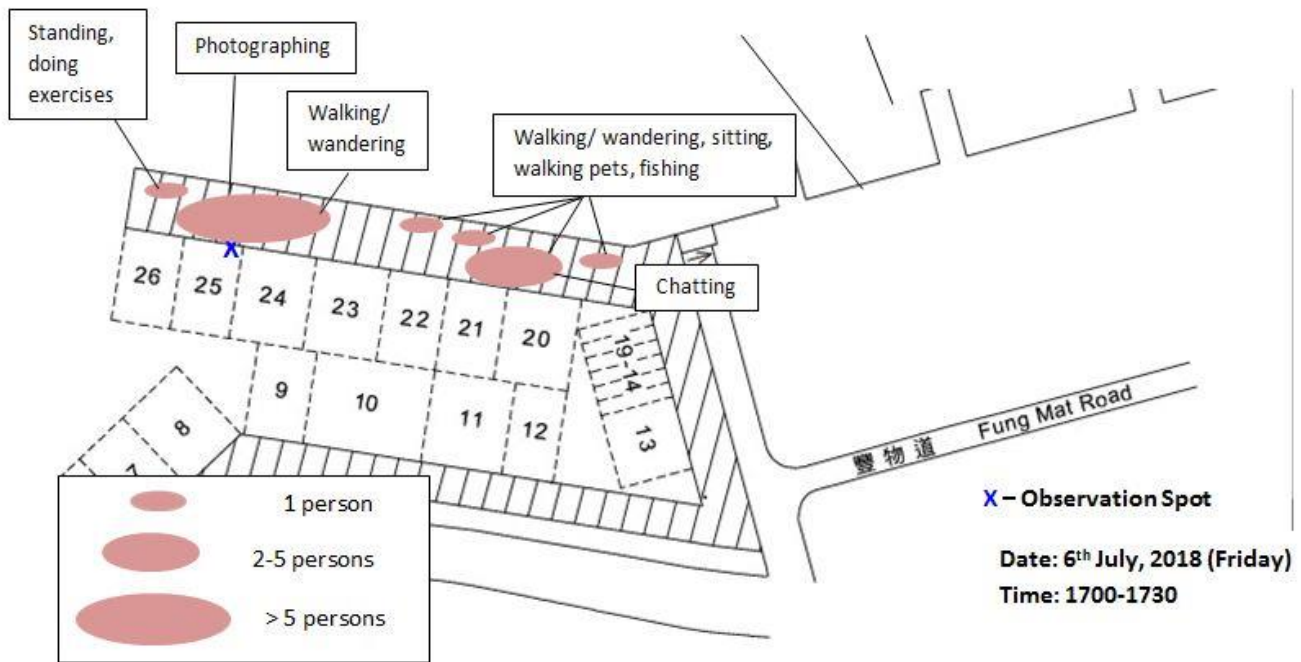 Standing,
doing
exercises
Photographing
Walking/
wandering
Walking/ wandering, sitting,
walking pets, fishing
Chatting
26
25
24
23
22
21
20
19-14
13
9
10
11
12
8
7
豐物道 Fung Mat Road
1 person
2-5 persons
> 5 persons
X – Observation Spot
Date: 6th July, 2018 (Friday)
Time: 1700-1730